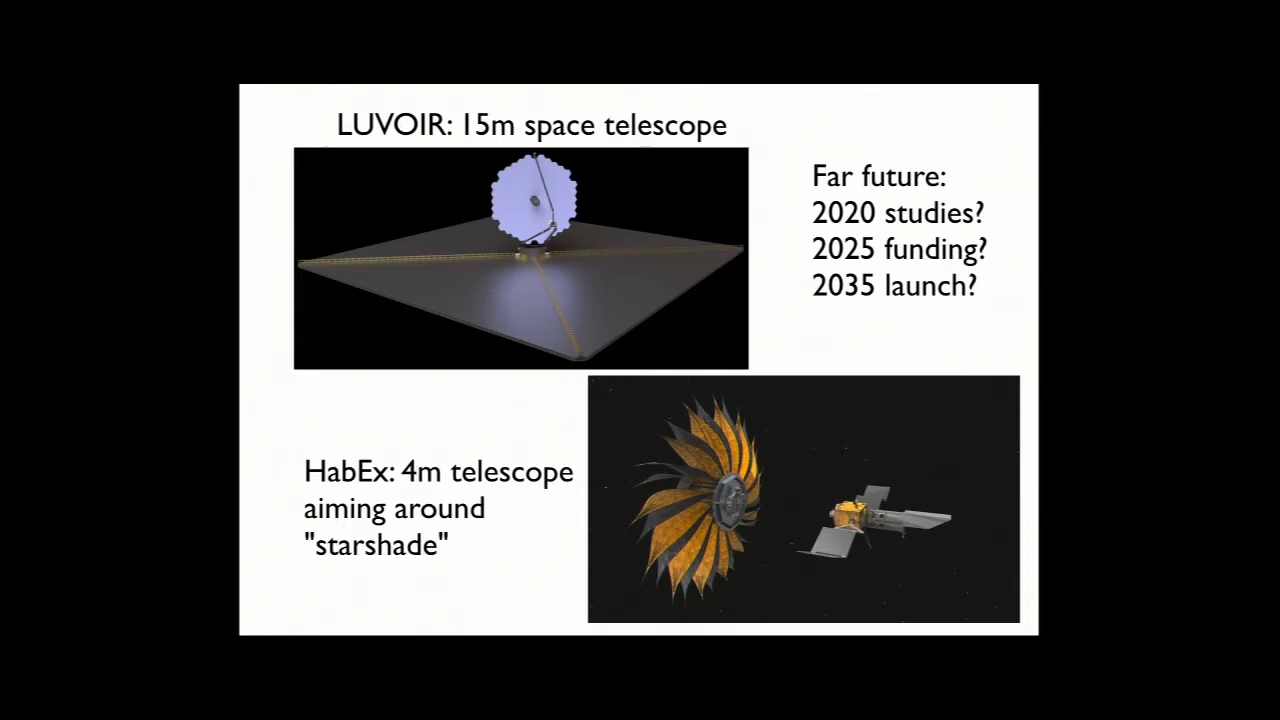 LUVOIR: 15m space telescope
Far future:
2020 studies?
2025 funding?
2035 launch?
HabEx: 4m telescope
aiming around
"starshade"